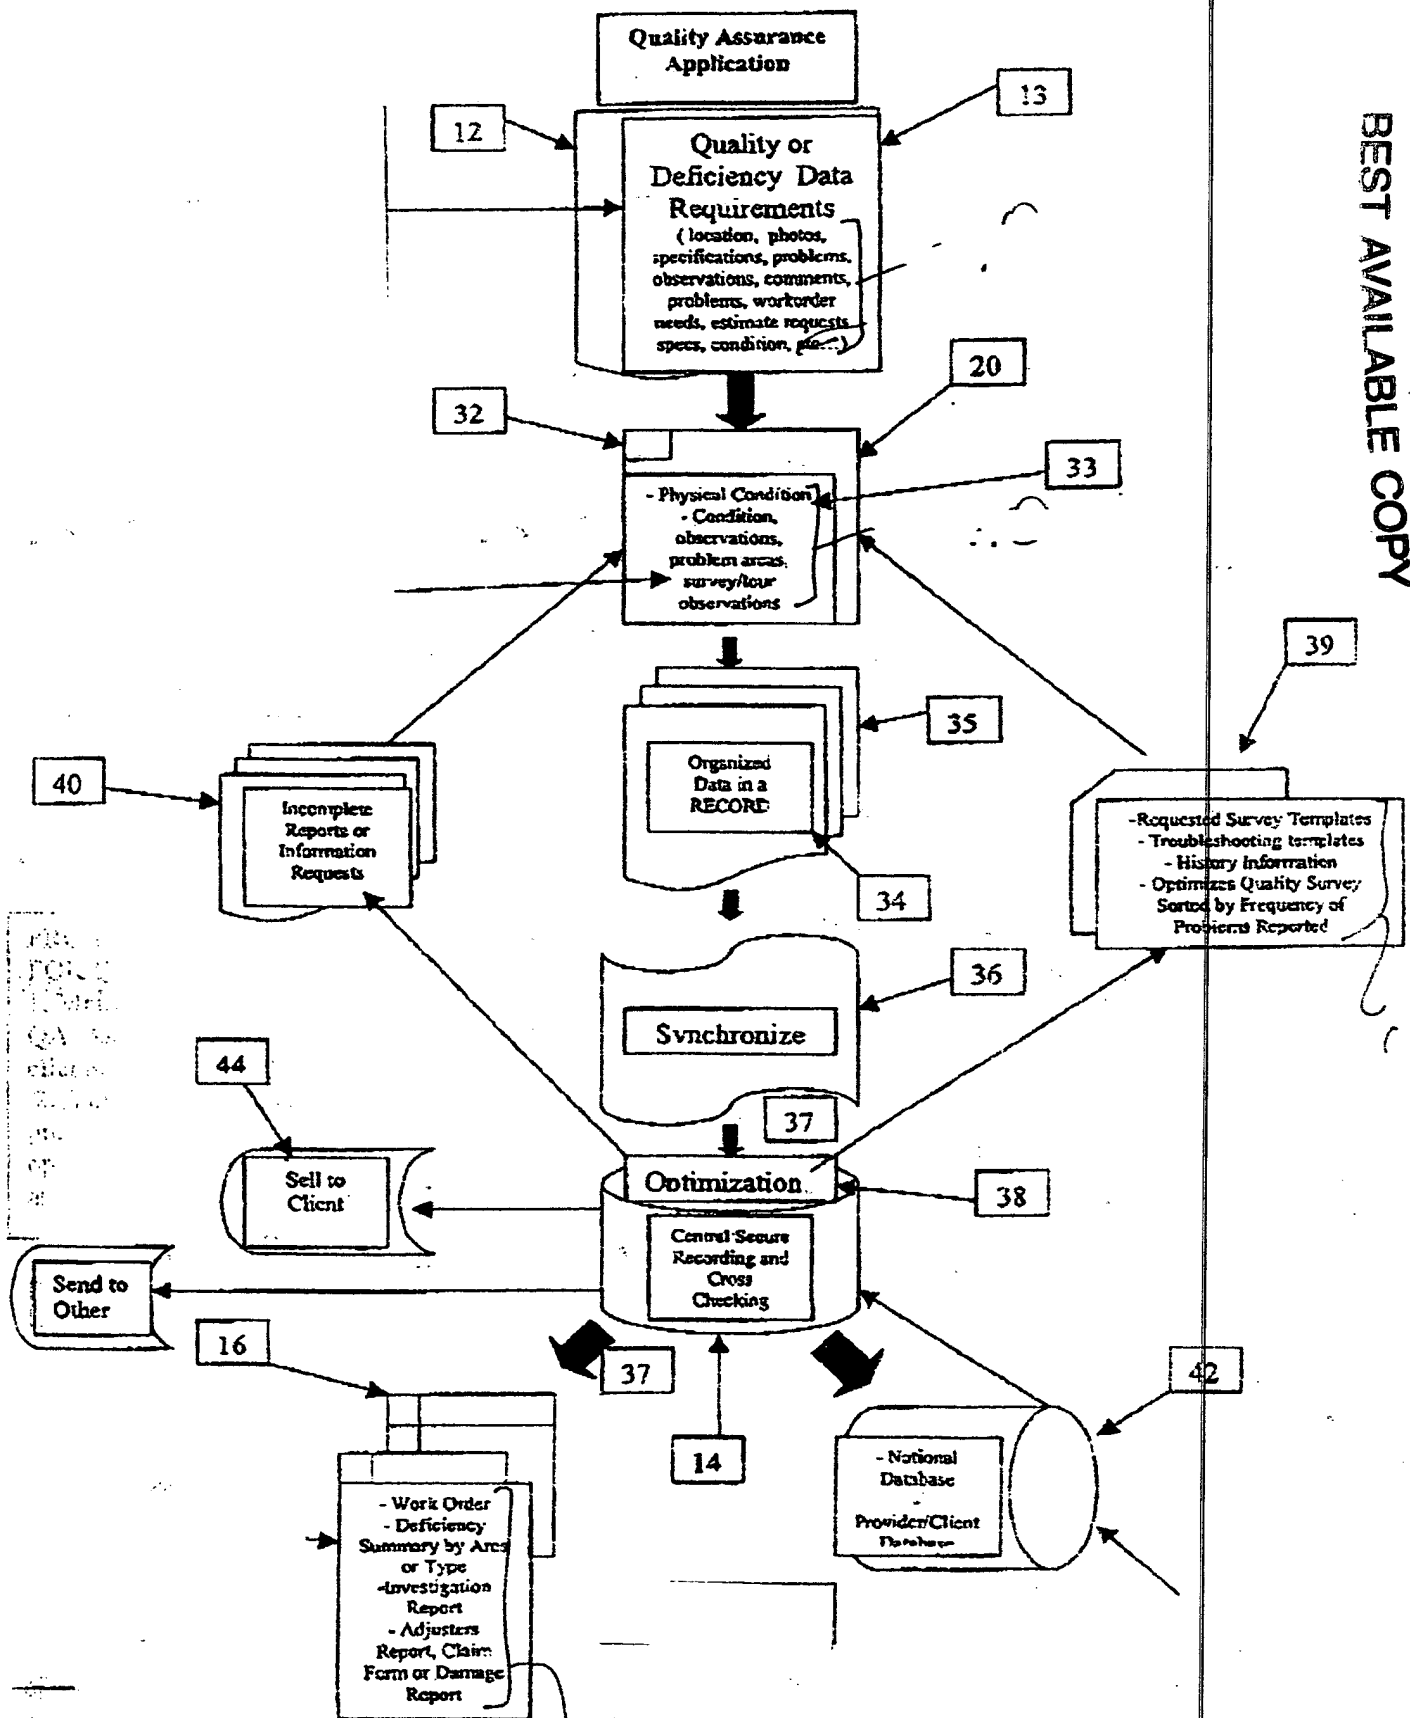 Quality Assurance
Application
12
13
Quality or
Deficiency Data
Requirements
( location, photos,
specifications, problems,
observations, comments,
problems, workorder
needs, estimate requests
specs, condition, etc...)
BEST AVAILABLE COPY
20
32
33
- Physical Condition
- Condition,
observations,
problem areas,
survey/tour
observations
39
35
Organized
Data in a
RECORD
34
40
Incomplete
Reports or
Information
Requests
-Requested Survey Templates
- Troubleshooting templates
- History Information
- Optimizes Quality Survey
Sorted by Frequency of
Problems Reported
36
Synchronize
QA
44
37
Sell to
Client
Optimization
38
Central Secure
Recording and
Cross
Checking
Send to
Other
16
37
14
42
- National
Database
-
Provider/Client
Database
- Work Order
- Deficiency
Summary by Area
or Type
-Investigation
Report
- Adjusters
Report, Claim
Form or Damage
Report